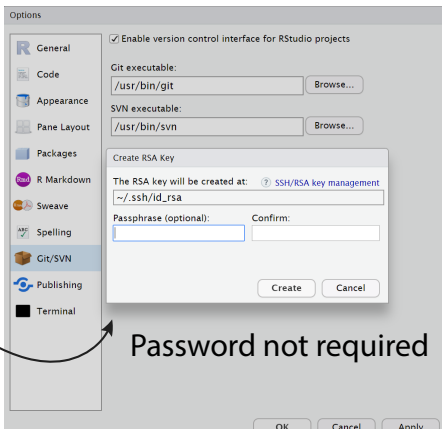 Options
General
Code
Appearance
Pane Layout
Packages
Rmd R Markdown
Sweave
ABC Spelling
Git/SVN
Publishing
Terminal
Enable version control interface for RStudio projects
Git executable:
/usr/bin/git Browse...
SVN executable:
/usr/bin/svn Browse...
Create RSA Key
The RSA key will be created at: ? SSH/RSA key management
~/.ssh/id_rsa
Passphrase (optional): Confirm:
Create Cancel
Password not required
OK Cancel Apply